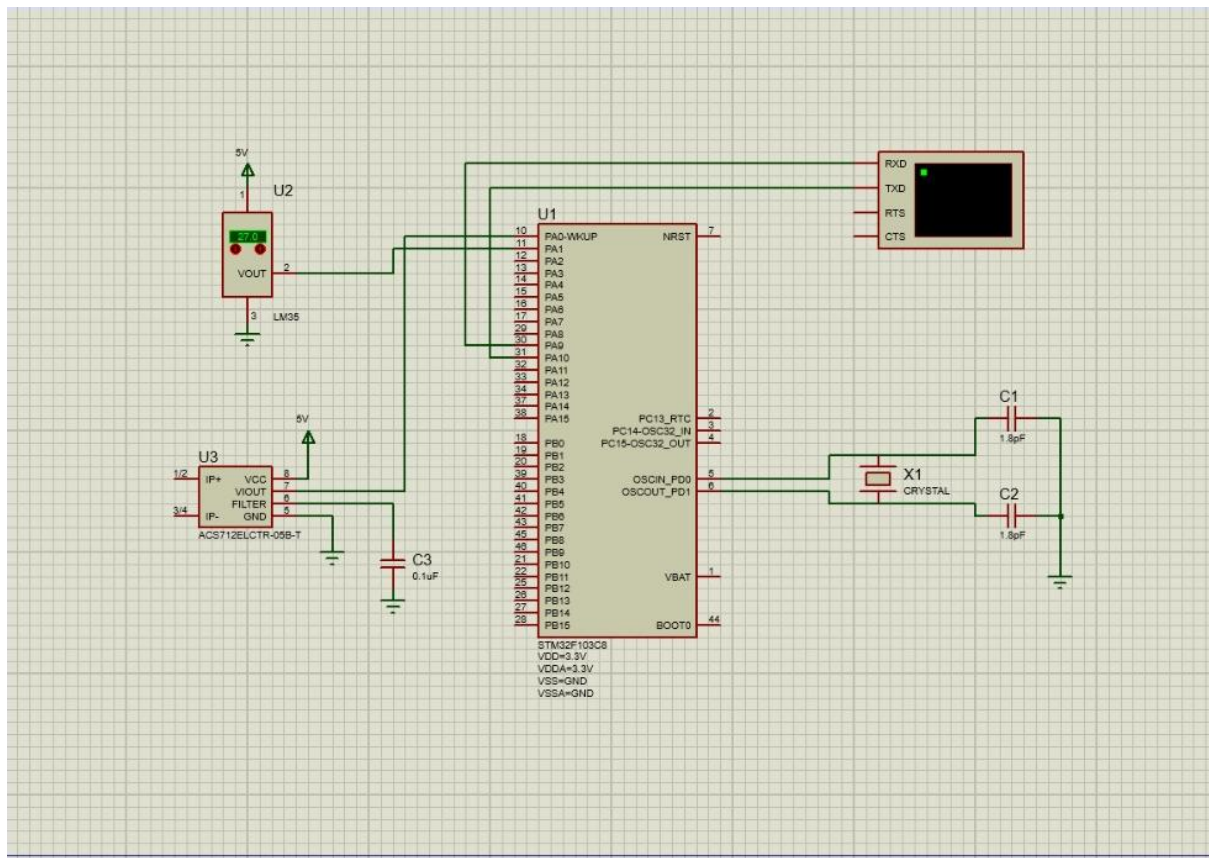 5V
U2
1
27.0
VOUT
2
3
LM35
5V
U3
1/2
IP+
3/4
IP-
VCC
8
VIOUT
7
FILTER
6
GND
5
ACS712ELCTR-05B-T
C3
0.1uF
U1
10 PA0-WKUP
11 PA1
12 PA2
13 PA3
14 PA4
15 PA5
16 PA6
17 PA7
29 PA8
30 PA9
31 PA10
32 PA11
33 PA12
34 PA13
37 PA14
38 PA15
18 PB0
19 PB1
20 PB2
39 PB3
40 PB4
41 PB5
42 PB6
43 PB7
45 PB8
46 PB9
21 PB10
22 PB11
25 PB12
26 PB13
27 PB14
28 PB15
NRST 7
PC13_RTC 2
PC14-OSC32_IN 3
PC15-OSC32_OUT 4
OSCIN_PD0 5
OSCOUT_PD1 6
VBAT 1
BOOT0 44
STM32F103C8
VDD=3.3V
VDDA=3.3V
VSS=GND
VSSA=GND
RXD
TXD
RTS
CTS
C1
1.8pF
X1
CRYSTAL
C2
1.8pF